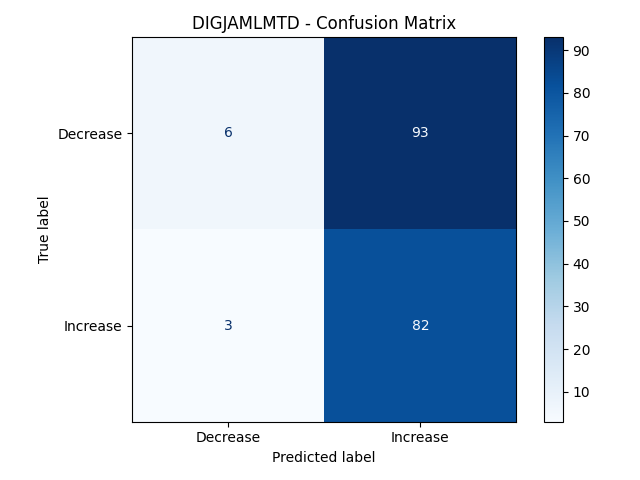 DIGJAMLMTD - Confusion Matrix
Decrease
6
93
Increase
3
82
True label
Decrease
Increase
Predicted label
90
80
70
60
50
40
30
20
10